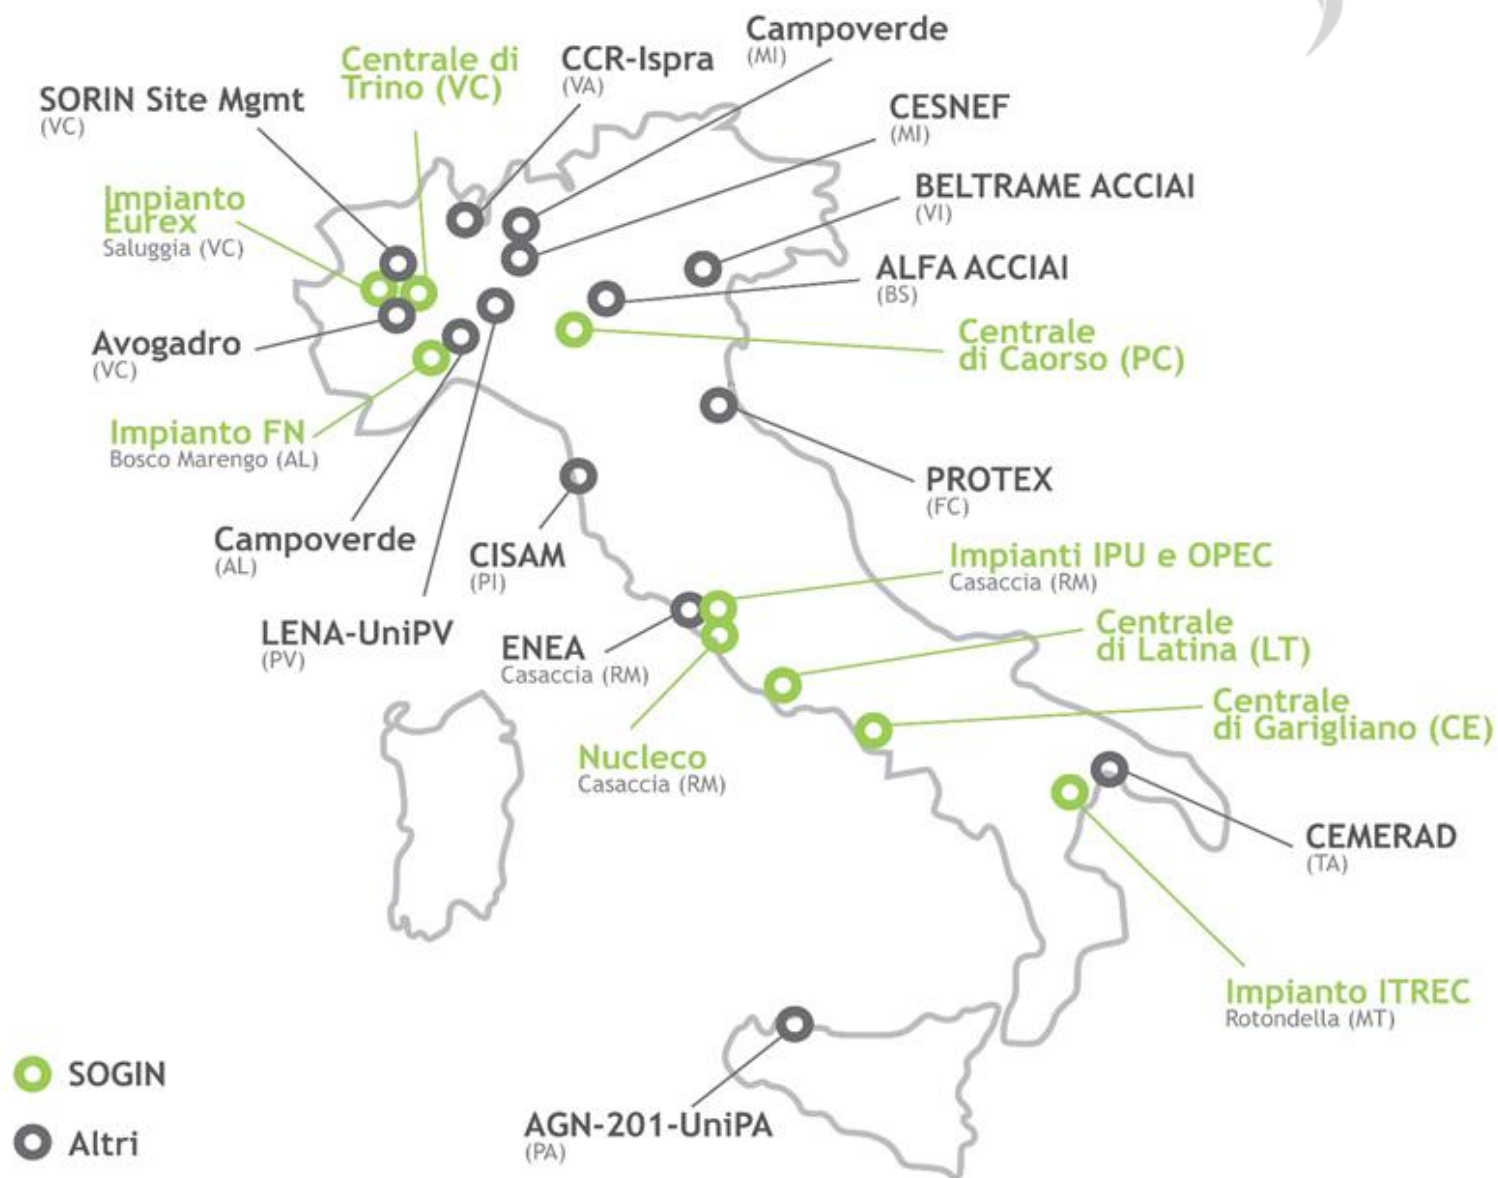 Campoverde
(MI)
CCR-Ispra
(VA)
Centrale di
Trino (VC)
SORIN Site Mgmt
(VC)
CESNEF
(MI)
BELTRAME ACCIAI
(VI)
Impianto
Eurex
Saluggia (VC)
ALFA ACCIAI
(BS)
Centrale
di Caorso (PC)
Avogadro
(VC)
Impianto FN
Bosco Marengo (AL)
PROTEX
(FC)
Campoverde
(AL)
CISAM
(PI)
Impianti IPU e OPEC
Casaccia (RM)
LENA-UniPV
(PV)
ENEA
Casaccia (RM)
Centrale
di Latina (LT)
Centrale
di Garigliano (CE)
Nucleco
Casaccia (RM)
CEMERAD
(TA)
Impianto ITREC
Rotondella (MT)
SOGIN
Altri
AGN-201-UniPA
(PA)